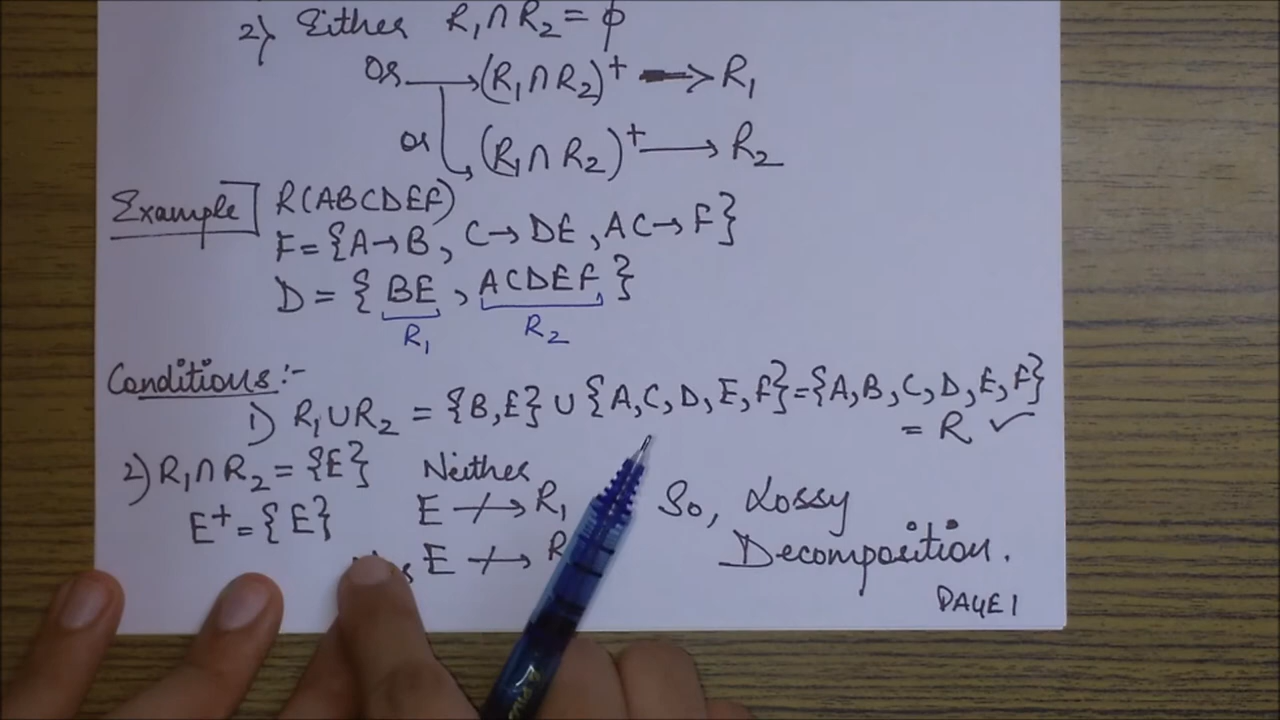 2) Either R₁∩R₂ = ϕ
or → (R₁∩R₂)⁺ → R₁
or (R₁∩R₂)⁺ → R₂
Example R(ABCDEF)
F = {A→B, C→DE, AC→F}
D = { BE , ACDEF }
R₁ R₂
Conditions :-
1) R₁∪R₂ = {B,E} ∪ {A,C,D,E,F} = {A,B,C,D,E,F}
= R ✓
2) R₁∩R₂ = {E} Neither
E⁺ = {E} E ↛ R₁ So, Lossy
E ↛ R Decomposition.
PAGE 1